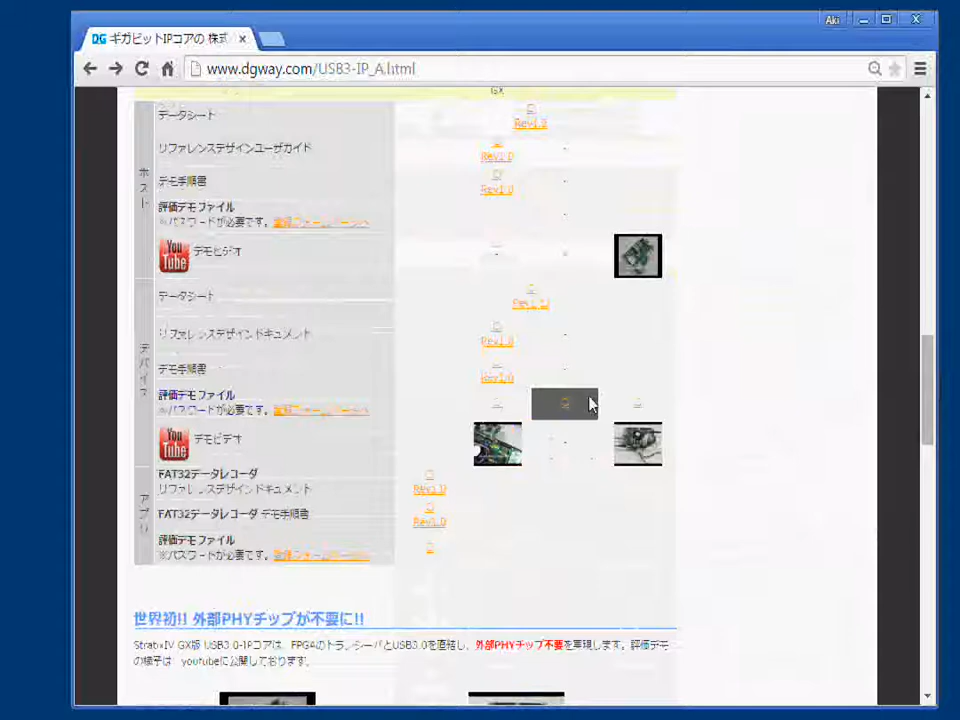 Aki
DG ギガビットIPコアの 株式
www.dgway.com/USB3-IP_A.html
GX
ホスト
データシート
Rev1.0
リファレンスデザインユーザガイド
Rev1.0
-
デモ手順書
Rev1.0
-
評価デモファイル
※パスワードが必要です。
-
You Tube デモビデオ
-
-
デバイス
データシート
リファレンスデザインドキュメント
Rev1.0
-
デモ手順書
Rev1.0
-
評価デモファイル
※パスワードが必要です。
You Tube デモビデオ
-
アプリ
FAT32データレコーダ
リファレンスデザインドキュメント
Rev1.0
FAT32データレコーダ デモ手順書
Rev1.0
評価デモファイル
※パスワードが必要です。
世界初!! 外部PHYチップが不要に!!
StratixIV GX版 USB3.0-IPコアは、FPGAのトランシーバとUSB3.0を直結し、外部PHYチップ不要を実現します。評価デモ
の様子は youtubeに公開しております。